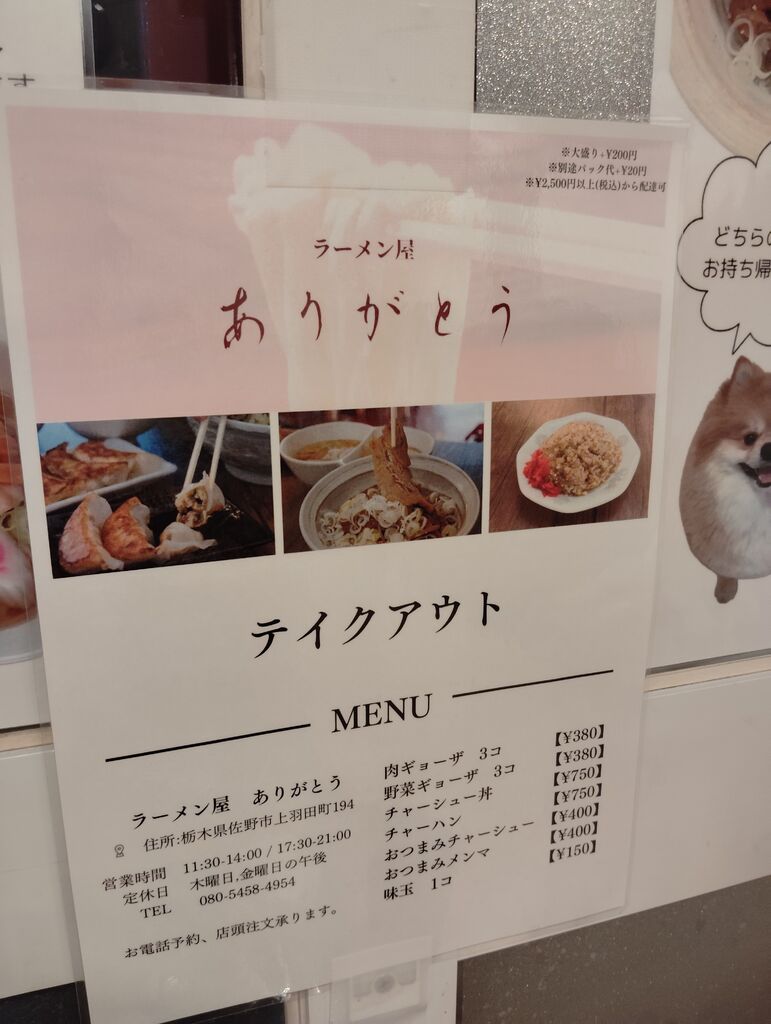 ※大盛り+¥200円
※別途パック代+¥20円
※¥2,500円以上(税込)から配達可
ラーメン屋
ありがとう
どちらの
お持ち帰
テイクアウト
MENU
ラーメン屋 ありがとう
住所:栃木県佐野市上羽田町194
営業時間 11:30-14:00 / 17:30-21:00
定休日 木曜日,金曜日の午後
TEL 080-5458-4954
お電話予約、店頭注文承ります。
肉ギョーザ 3コ 【¥380】
野菜ギョーザ 3コ 【¥380】
チャーシュー丼 【¥750】
チャーハン 【¥750】
おつまみチャーシュー 【¥400】
おつまみメンマ 【¥400】
味玉 1コ 【¥150】